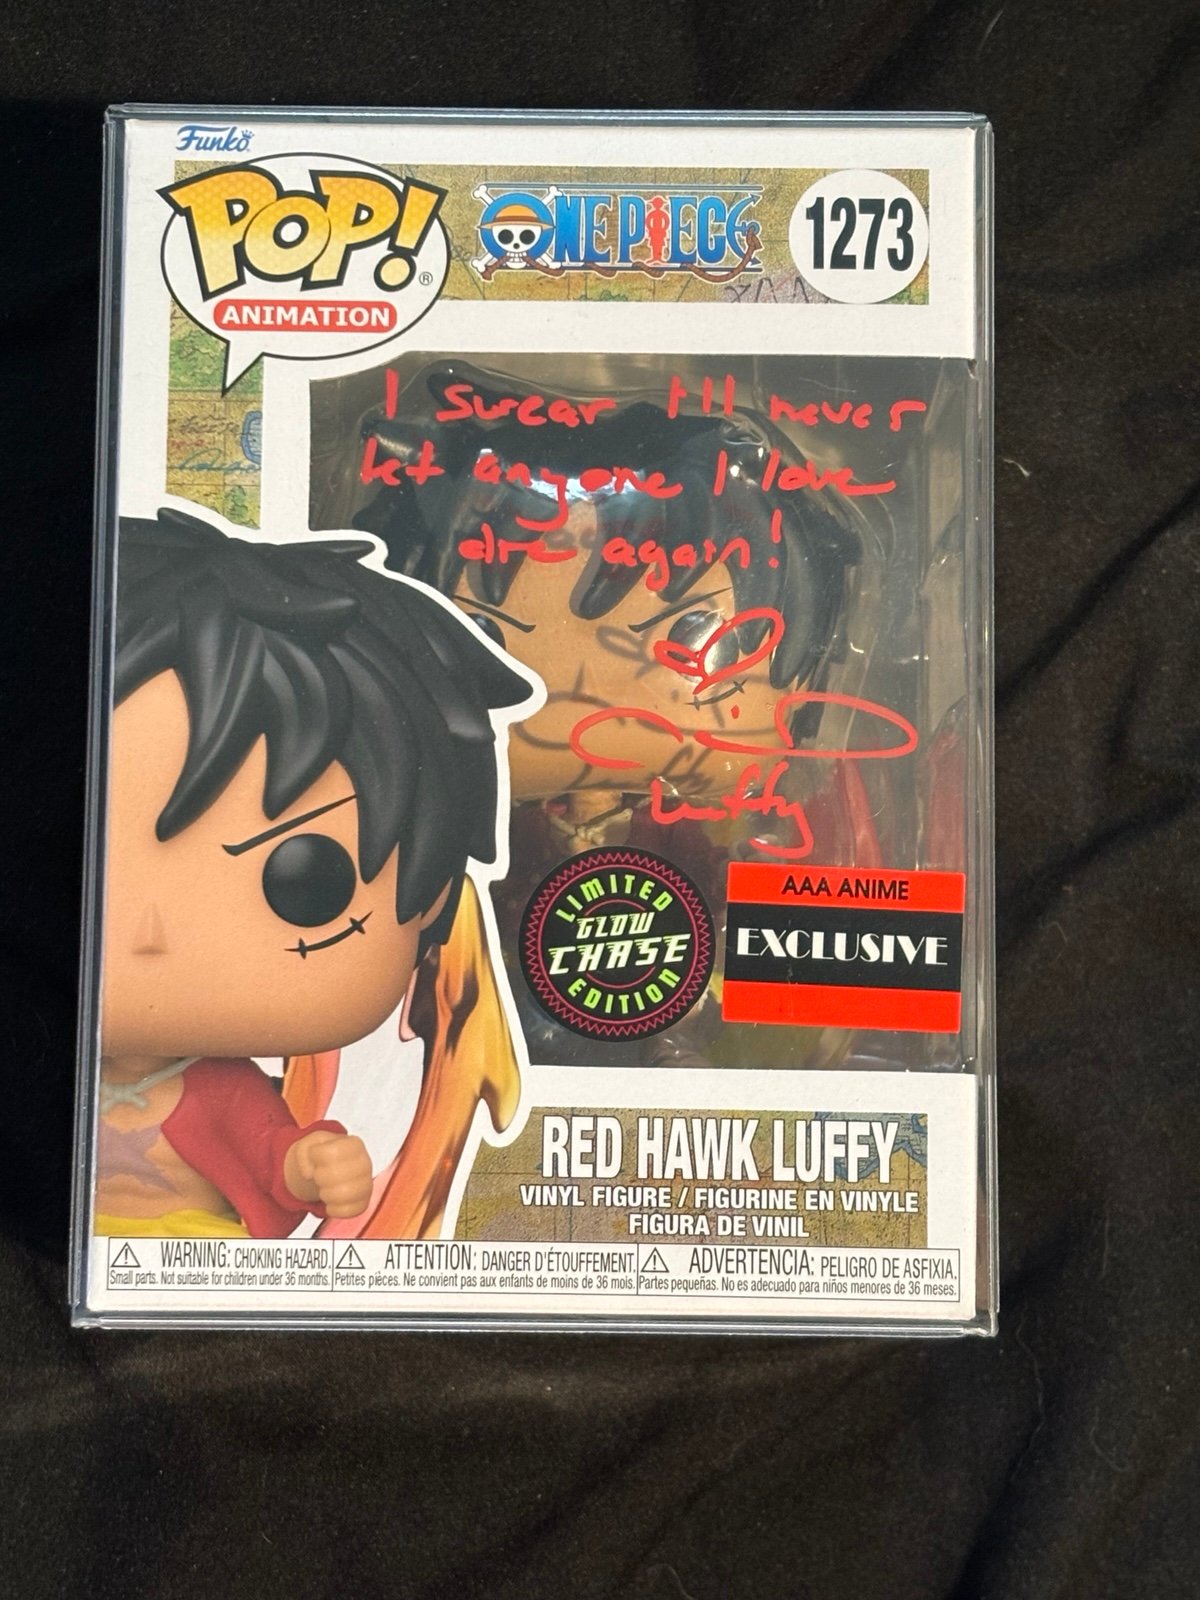 Funko
POP! ®
ANIMATION
ONE PIECE
1273
I swear I'll never
let anyone I love
die again!
Luffy
LIMITED
GLOW
CHASE
EDITION
AAA ANIME
EXCLUSIVE
RED HAWK LUFFY
VINYL FIGURE / FIGURINE EN VINYLE
FIGURA DE VINIL
WARNING: CHOKING HAZARD.
Small parts. Not suitable for children under 36 months.
ATTENTION: DANGER D'ÉTOUFFEMENT.
Petites pièces. Ne convient pas aux enfants de moins de 36 mois.
ADVERTENCIA: PELIGRO DE ASFIXIA.
Partes pequeñas. No es adecuado para niños menores de 36 meses.